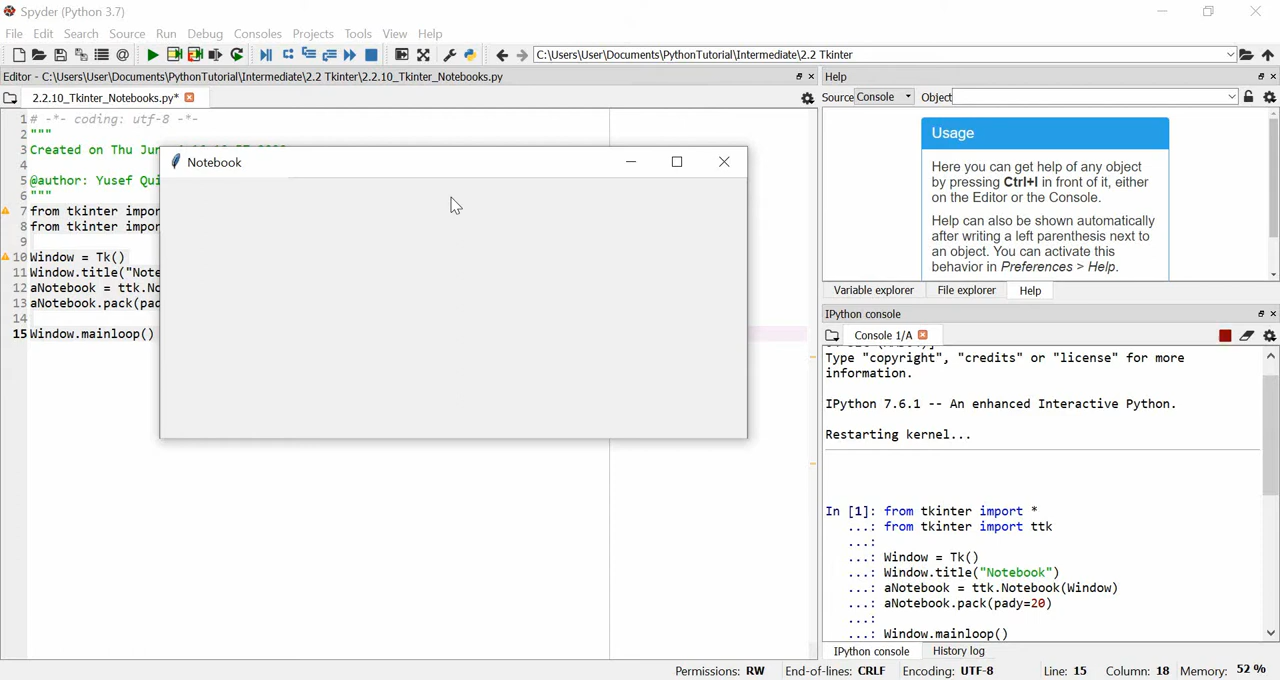 Spyder (Python 3.7)
File Edit Search Source Run Debug Consoles Projects Tools View Help
C:\Users\User\Documents\PythonTutorial\Intermediate\2.2 Tkinter
Editor - C:\Users\User\Documents\PythonTutorial\Intermediate\2.2 Tkinter\2.2.10_Tkinter_Notebooks.py
2.2.10_Tkinter_Notebooks.py*
1 # -*- coding: utf-8 -*-
2 """
3 Created on Thu Jun
4
5 @author: Yusef Qui
6 """
7 from tkinter impor
8 from tkinter impor
9
10 Window = Tk()
11 Window.title("Note
12 aNotebook = ttk.No
13 aNotebook.pack(pad
14
15 Window.mainloop()
Notebook
Help
Source Console Object
Usage
Here you can get help of any object
by pressing Ctrl+I in front of it, either
on the Editor or the Console.
Help can also be shown automatically
after writing a left parenthesis next to
an object. You can activate this
behavior in Preferences > Help.
Variable explorer File explorer Help
IPython console
Console 1/A
Type "copyright", "credits" or "license" for more
information.
IPython 7.6.1 -- An enhanced Interactive Python.
Restarting kernel...
In [1]: from tkinter import *
...: from tkinter import ttk
...:
...: Window = Tk()
...: Window.title("Notebook")
...: aNotebook = ttk.Notebook(Window)
...: aNotebook.pack(pady=20)
...:
...: Window.mainloop()
IPython console History log
Permissions: RW End-of-lines: CRLF Encoding: UTF-8 Line: 15 Column: 18 Memory: 52 %